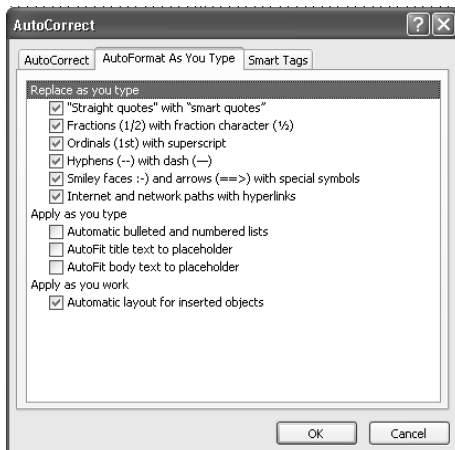 AutoCorrect
AutoCorrect AutoFormat As You Type Smart Tags
Replace as you type
"Straight quotes" with “smart quotes”
Fractions (1/2) with fraction character (½)
Ordinals (1st) with superscript
Hyphens (--) with dash (—)
Smiley faces :-) and arrows (==>) with special symbols
Internet and network paths with hyperlinks
Apply as you type
Automatic bulleted and numbered lists
AutoFit title text to placeholder
AutoFit body text to placeholder
Apply as you work
Automatic layout for inserted objects
OK Cancel